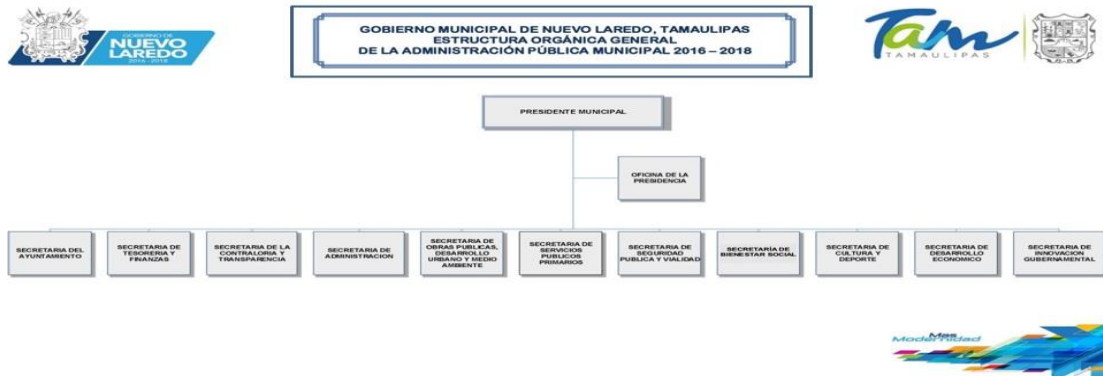 GOBIERNO DE
NUEVO
LAREDO
2016 - 2018
GOBIERNO MUNICIPAL DE NUEVO LAREDO, TAMAULIPAS
ESTRUCTURA ORGÁNICA GENERAL
DE LA ADMINISTRACIÓN PÚBLICA MUNICIPAL 2016 – 2018
Tam
TAMAULIPAS
PRESIDENTE MUNICIPAL
OFICINA DE LA
PRESIDENCIA
SECRETARIA DEL
AYUNTAMIENTO
SECRETARIA DE
TESORERIA Y
FINANZAS
SECRETARIA DE LA
CONTRALORIA Y
TRANSPARENCIA
SECRETARIA DE
ADMINISTRACION
SECRETARIA DE
OBRAS PUBLICAS,
DESARROLLO
URBANO Y MEDIO
AMBIENTE
SECRETARIA DE
SERVICIOS
PUBLICOS
PRIMARIOS
SECRETARIA DE
SEGURIDAD
PUBLICA Y VIALIDAD
SECRETARÍA DE
BIENESTAR SOCIAL
SECRETARIA DE
CULTURA Y
DEPORTE
SECRETARIA DE
DESARROLLO
ECONOMICO
SECRETARIA DE
INNOVACION
GUBERNAMENTAL
Mas
Modernidad